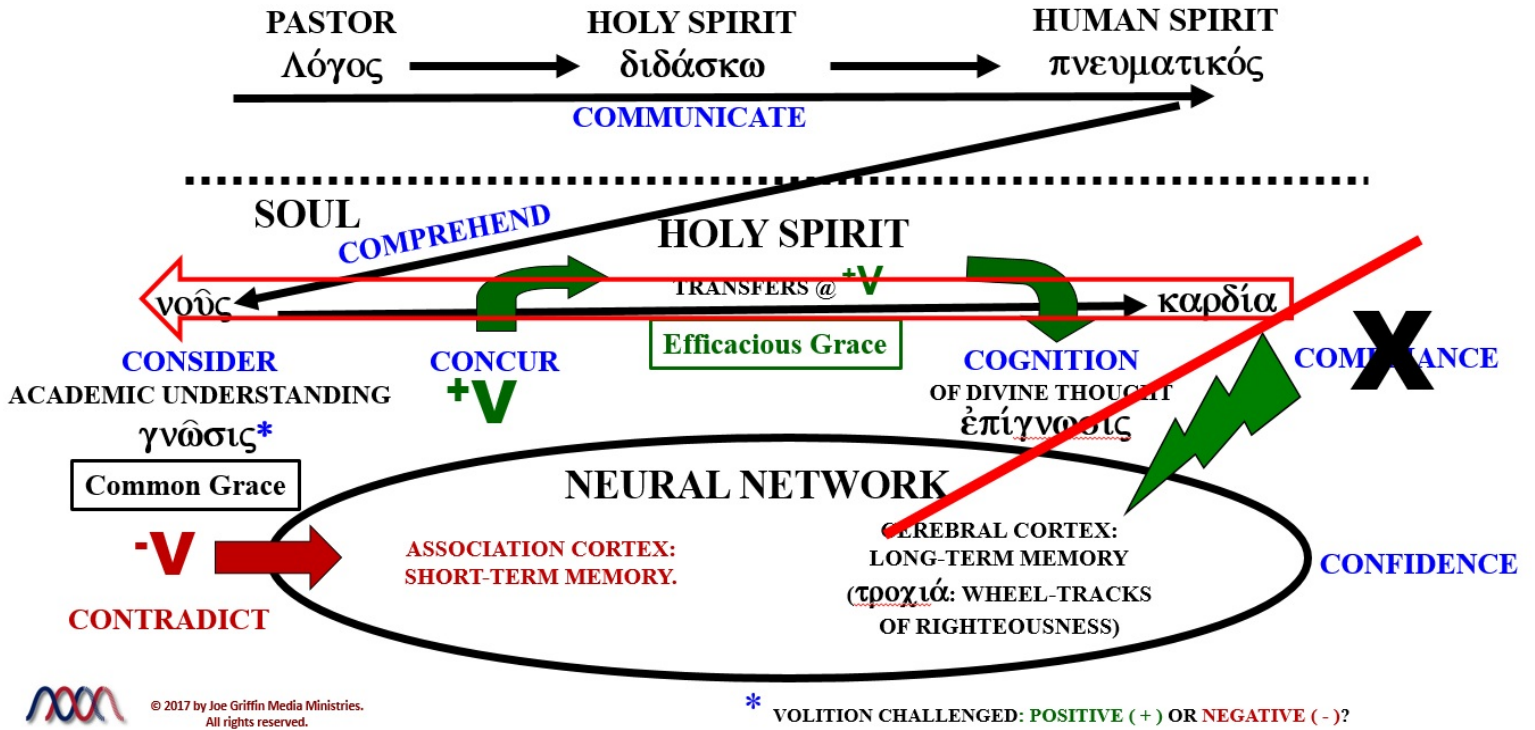 PASTOR
Λόγος
HOLY SPIRIT
διδάσκω
HUMAN SPIRIT
πνευματικός
COMMUNICATE
SOUL
COMPREHEND
HOLY SPIRIT
TRANSFERS @ +V
νοῦς
καρδία
Efficacious Grace
CONSIDER
ACADEMIC UNDERSTANDING
γνῶσις*
Common Grace
CONCUR
+V
COGNITION
OF DIVINE THOUGHT
ἐπίγνωσις
COMPLIANCE
X
-V
CONTRADICT
NEURAL NETWORK
ASSOCIATION CORTEX:
SHORT-TERM MEMORY.
CEREBRAL CORTEX:
LONG-TERM MEMORY
(τροχιά: WHEEL-TRACKS
OF RIGHTEOUSNESS)
CONFIDENCE
© 2017 by Joe Griffin Media Ministries.
All rights reserved.
* VOLITION CHALLENGED: POSITIVE ( + ) OR NEGATIVE ( - )?